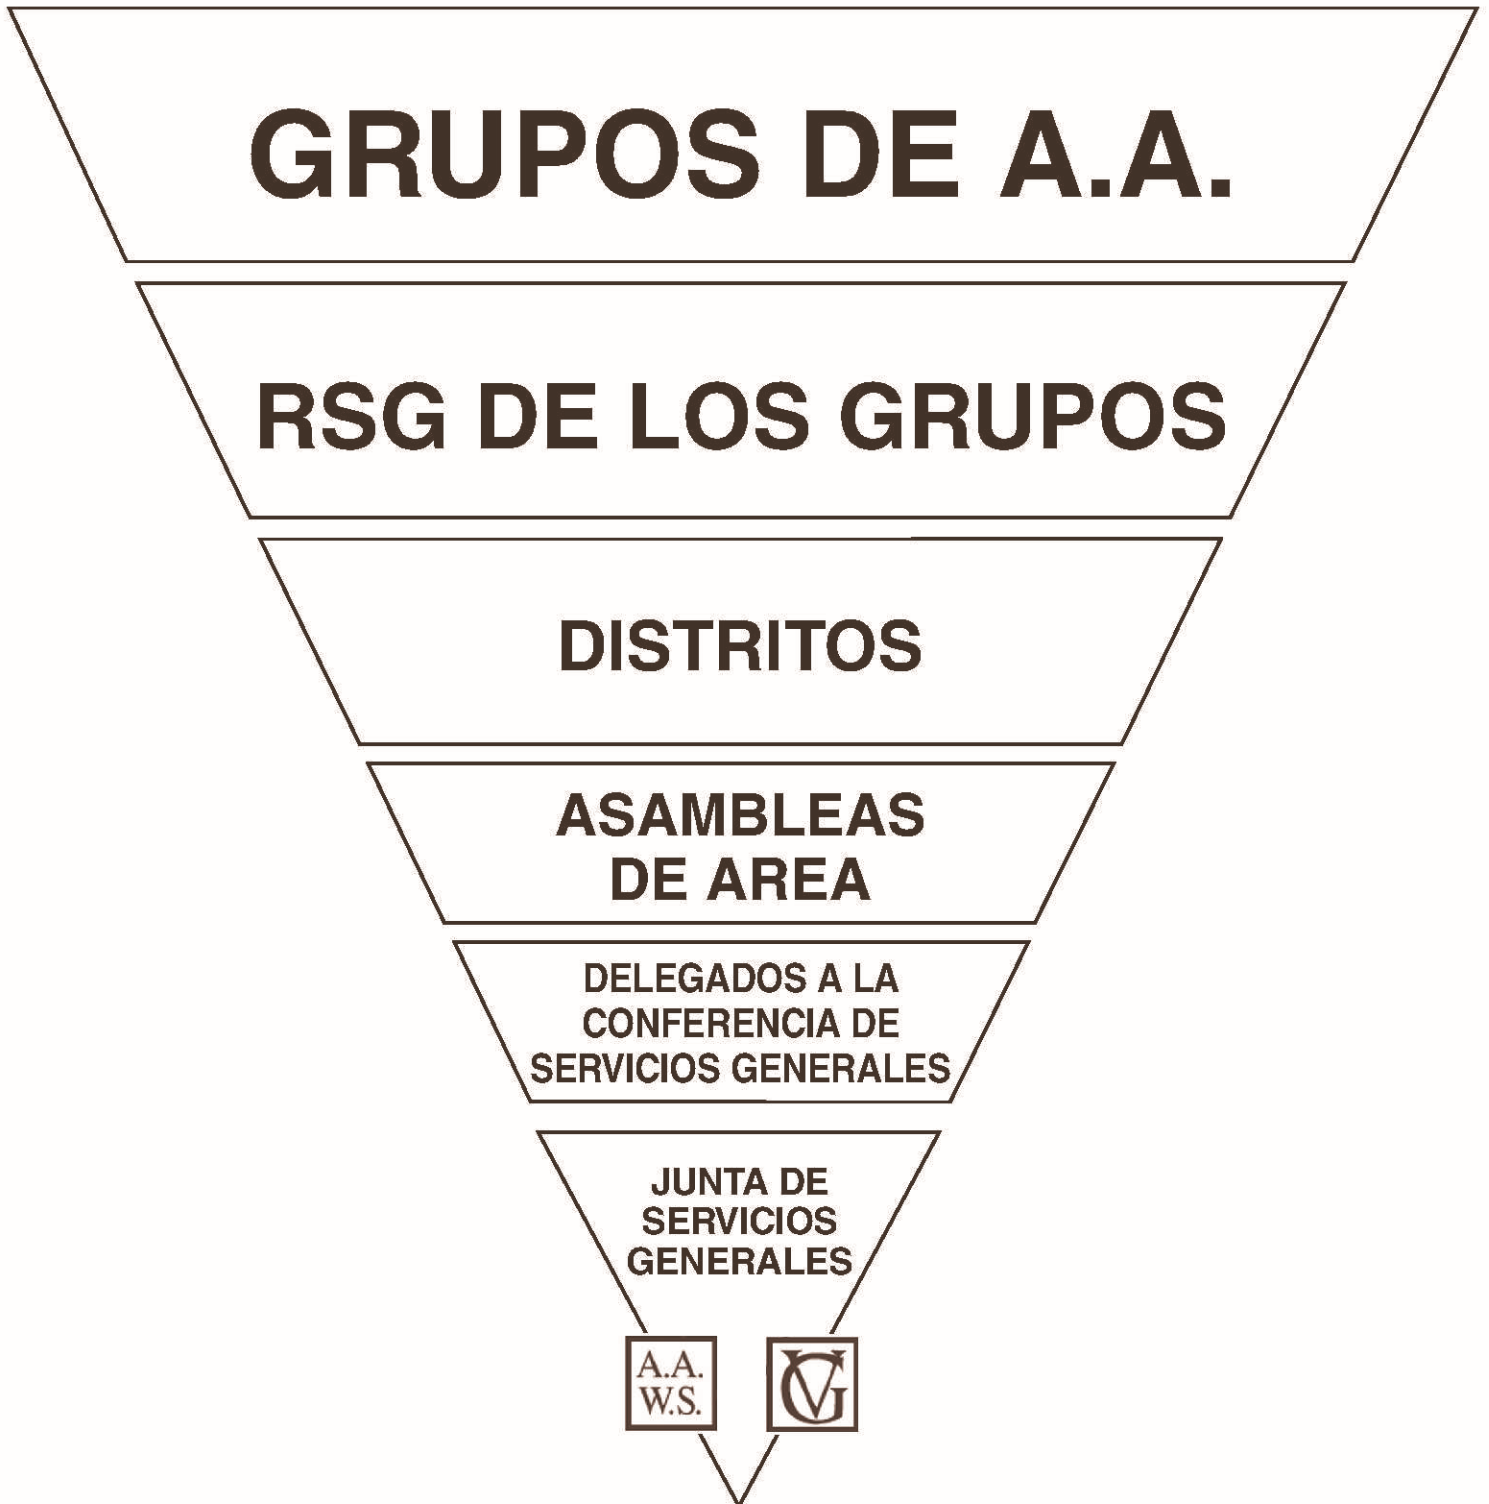 GRUPOS DE A.A.
RSG DE LOS GRUPOS
DISTRITOS
ASAMBLEAS
DE AREA
DELEGADOS A LA
CONFERENCIA DE
SERVICIOS GENERALES
JUNTA DE
SERVICIOS
GENERALES
A.A.
W.S.
GV